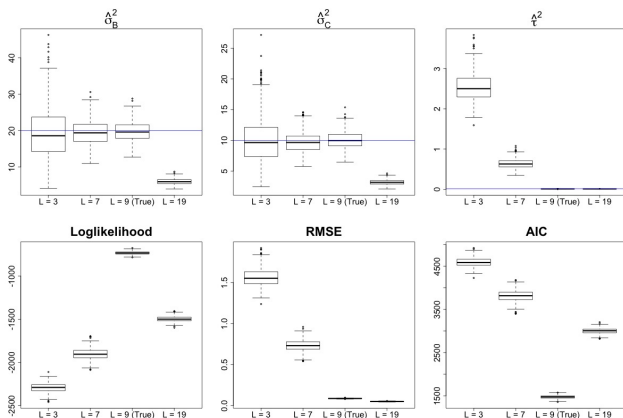 σ̂²_B
σ̂²_C
τ̂²
40
30
20
10
L = 3
L = 7
L = 9 (True)
L = 19
25
20
15
10
5
L = 3
L = 7
L = 9 (True)
L = 19
3
2
1
0
L = 3
L = 7
L = 9 (True)
L = 19
Loglikelihood
RMSE
AIC
-1000
-1500
-2000
-2500
L = 3
L = 7
L = 9 (True)
L = 19
1.5
1.0
0.5
0.0
L = 3
L = 7
L = 9 (True)
L = 19
4500
3500
2500
1500
L = 3
L = 7
L = 9 (True)
L = 19